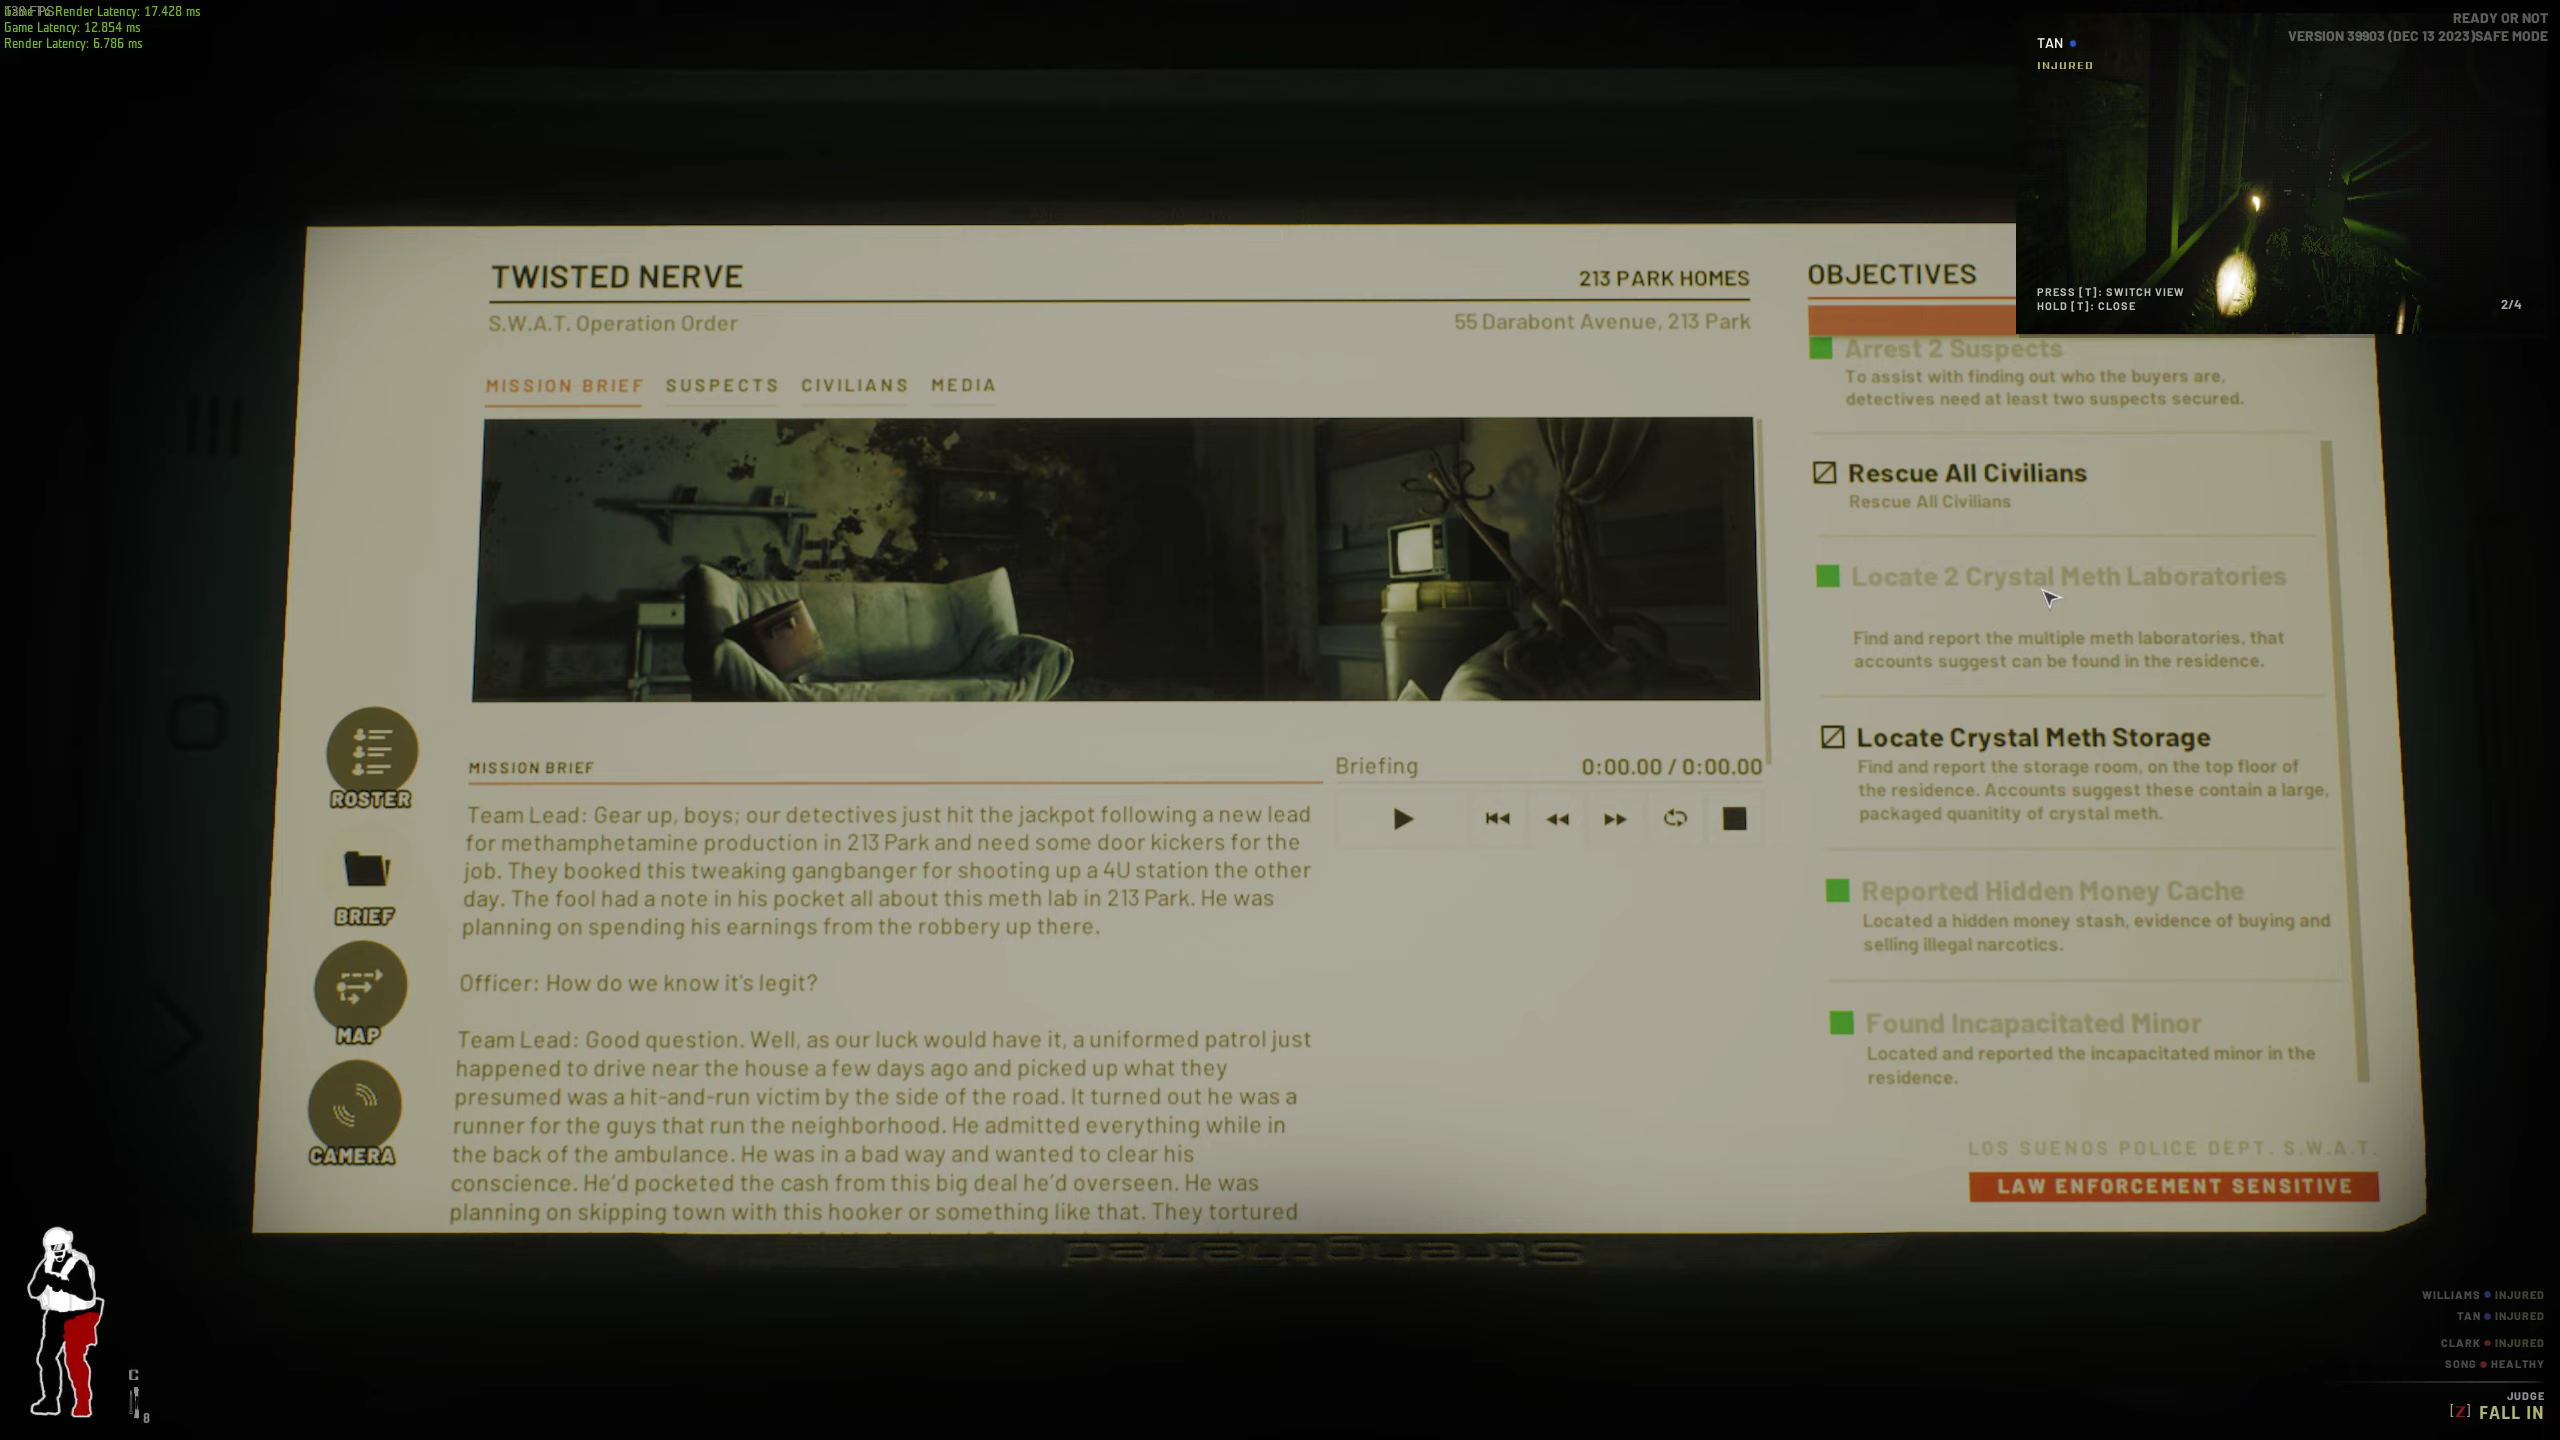 Game To Render Latency: 17.428 ms
Game Latency: 12.854 ms
Render Latency: 6.786 ms
READY OR NOT
VERSION 39903 (DEC 13 2023)SAFE MODE
TAN
INJURED
PRESS [T]: SWITCH VIEW
HOLD [T]: CLOSE
2/4
TWISTED NERVE
213 PARK HOMES
S.W.A.T. Operation Order
55 Darabont Avenue, 213 Park
MISSION BRIEF SUSPECTS CIVILIANS MEDIA
MISSION BRIEF
Team Lead: Gear up, boys; our detectives just hit the jackpot following a new lead
for methamphetamine production in 213 Park and need some door kickers for the
job. They booked this tweaking gangbanger for shooting up a 4U station the other
day. The fool had a note in his pocket all about this meth lab in 213 Park. He was
planning on spending his earnings from the robbery up there.
Officer: How do we know it's legit?
Team Lead: Good question. Well, as our luck would have it, a uniformed patrol just
happened to drive near the house a few days ago and picked up what they
presumed was a hit-and-run victim by the side of the road. It turned out he was a
runner for the guys that run the neighborhood. He admitted everything while in
the back of the ambulance. He was in a bad way and wanted to clear his
conscience. He'd pocketed the cash from this big deal he'd overseen. He was
planning on skipping town with this hooker or something like that. They tortured
Briefing
0:00.00 / 0:00.00
OBJECTIVES
Arrest 2 Suspects
To assist with finding out who the buyers are,
detectives need at least two suspects secured.
Rescue All Civilians
Rescue All Civilians
Locate 2 Crystal Meth Laboratories
Find and report the multiple meth laboratories, that
accounts suggest can be found in the residence.
Locate Crystal Meth Storage
Find and report the storage room, on the top floor of
the residence. Accounts suggest these contain a large,
packaged quanitity of crystal meth.
Reported Hidden Money Cache
Located a hidden money stash, evidence of buying and
selling illegal narcotics.
Found Incapacitated Minor
Located and reported the incapacitated minor in the
residence.
LOS SUENOS POLICE DEPT. S.W.A.T.
LAW ENFORCEMENT SENSITIVE
ROSTER
BRIEF
MAP
CAMERA
Strengthened
C
8
WILLIAMS INJURED
TAN INJURED
CLARK INJURED
SONG HEALTHY
JUDGE
[Z] FALL IN